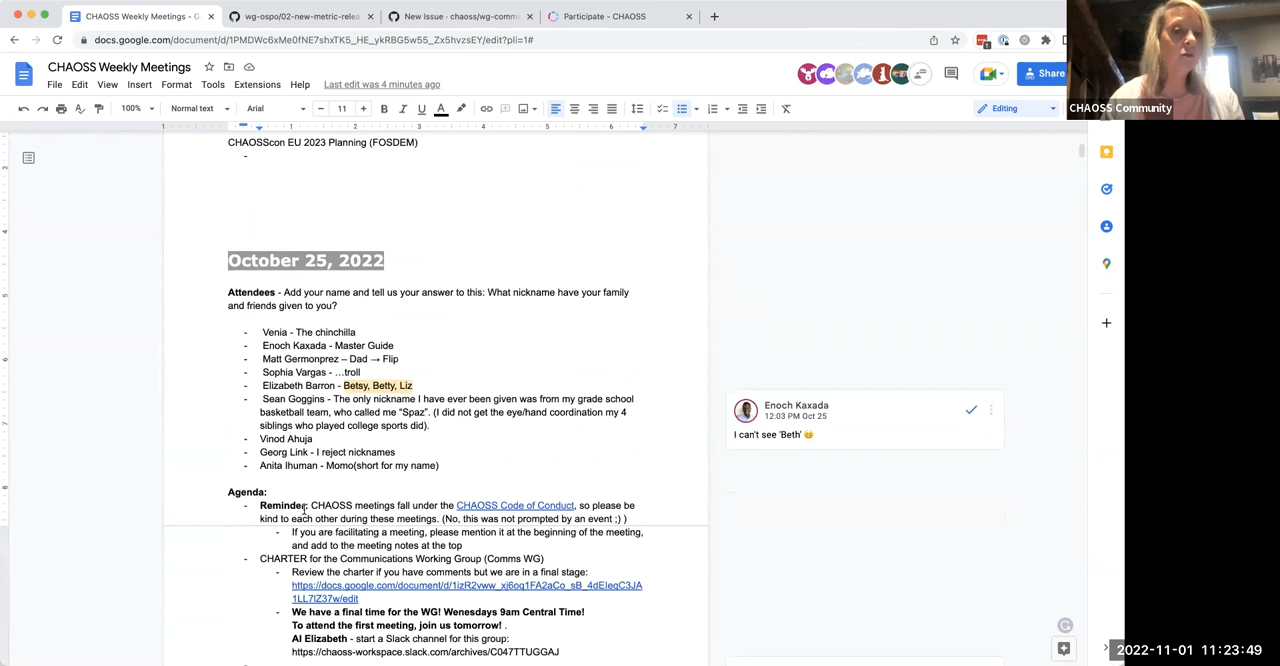 CHAOSS Weekly Meetings - G
wg-ospo/02-new-metric-relea
New Issue · chaoss/wg-comme
Participate - CHAOSS
docs.google.com/document/d/1PMDWc6xMe0fNE7shxTK5_HE_ykRBG5w55_Zx5hvzsEY/edit?pli=1#
CHAOSS Weekly Meetings
File Edit View Insert Format Tools Extensions Help Last edit was 4 minutes ago
Share
100% Normal text Arial 11 Editing
CHAOSS Community
CHAOSScon EU 2023 Planning (FOSDEM)
-
October 25, 2022
Attendees - Add your name and tell us your answer to this: What nickname have your family
and friends given to you?
- Venia - The chinchilla
- Enoch Kaxada - Master Guide
- Matt Germonprez – Dad → Flip
- Sophia Vargas - …troll
- Elizabeth Barron - Betsy, Betty, Liz
- Sean Goggins - The only nickname I have ever been given was from my grade school
basketball team, who called me “Spaz”. (I did not get the eye/hand coordination my 4
siblings who played college sports did).
- Vinod Ahuja
- Georg Link - I reject nicknames
- Anita Ihuman - Momo(short for my name)
Enoch Kaxada
12:03 PM Oct 25
I can't see 'Beth' 😁
Agenda:
- Reminder: CHAOSS meetings fall under the CHAOSS Code of Conduct, so please be
kind to each other during these meetings. (No, this was not prompted by an event ;) )
- If you are facilitating a meeting, please mention it at the beginning of the meeting,
and add to the meeting notes at the top
- CHARTER for the Communications Working Group (Comms WG)
- Review the charter if you have comments but we are in a final stage:
https://docs.google.com/document/d/1izR2vww_xj6oq1FA2aCo_sB_4dEIeqC3JA
1LL7lZ37w/edit
- We have a final time for the WG! Wenesdays 9am Central Time!
To attend the first meeting, join us tomorrow! .
AI Elizabeth - start a Slack channel for this group:
https://chaoss-workspace.slack.com/archives/C047TTUGGAJ
2022-11-01 11:23:49